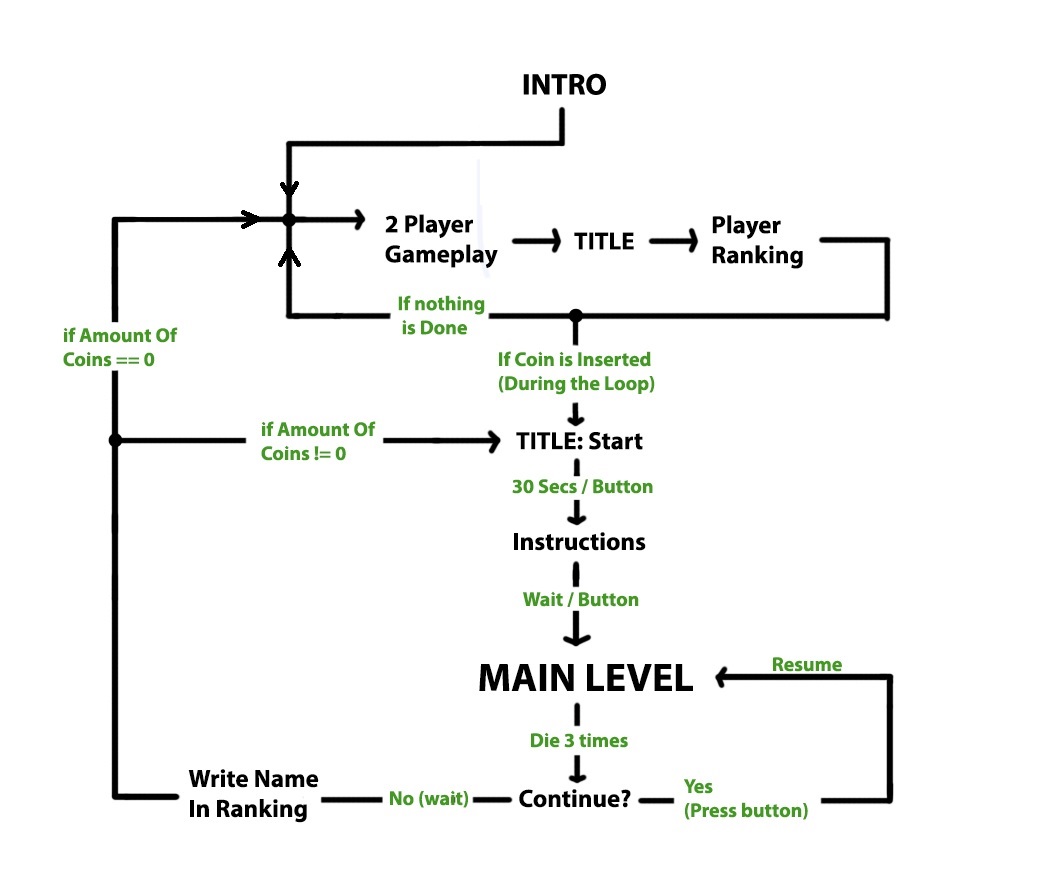 INTRO
2 Player
Gameplay
TITLE
Player
Ranking
If nothing
is Done
if Amount Of
Coins == 0
If Coin is Inserted
(During the Loop)
if Amount Of
Coins != 0
TITLE: Start
30 Secs / Button
Instructions
Wait / Button
MAIN LEVEL
Resume
Die 3 times
Write Name
In Ranking
No (wait)
Continue?
Yes
(Press button)